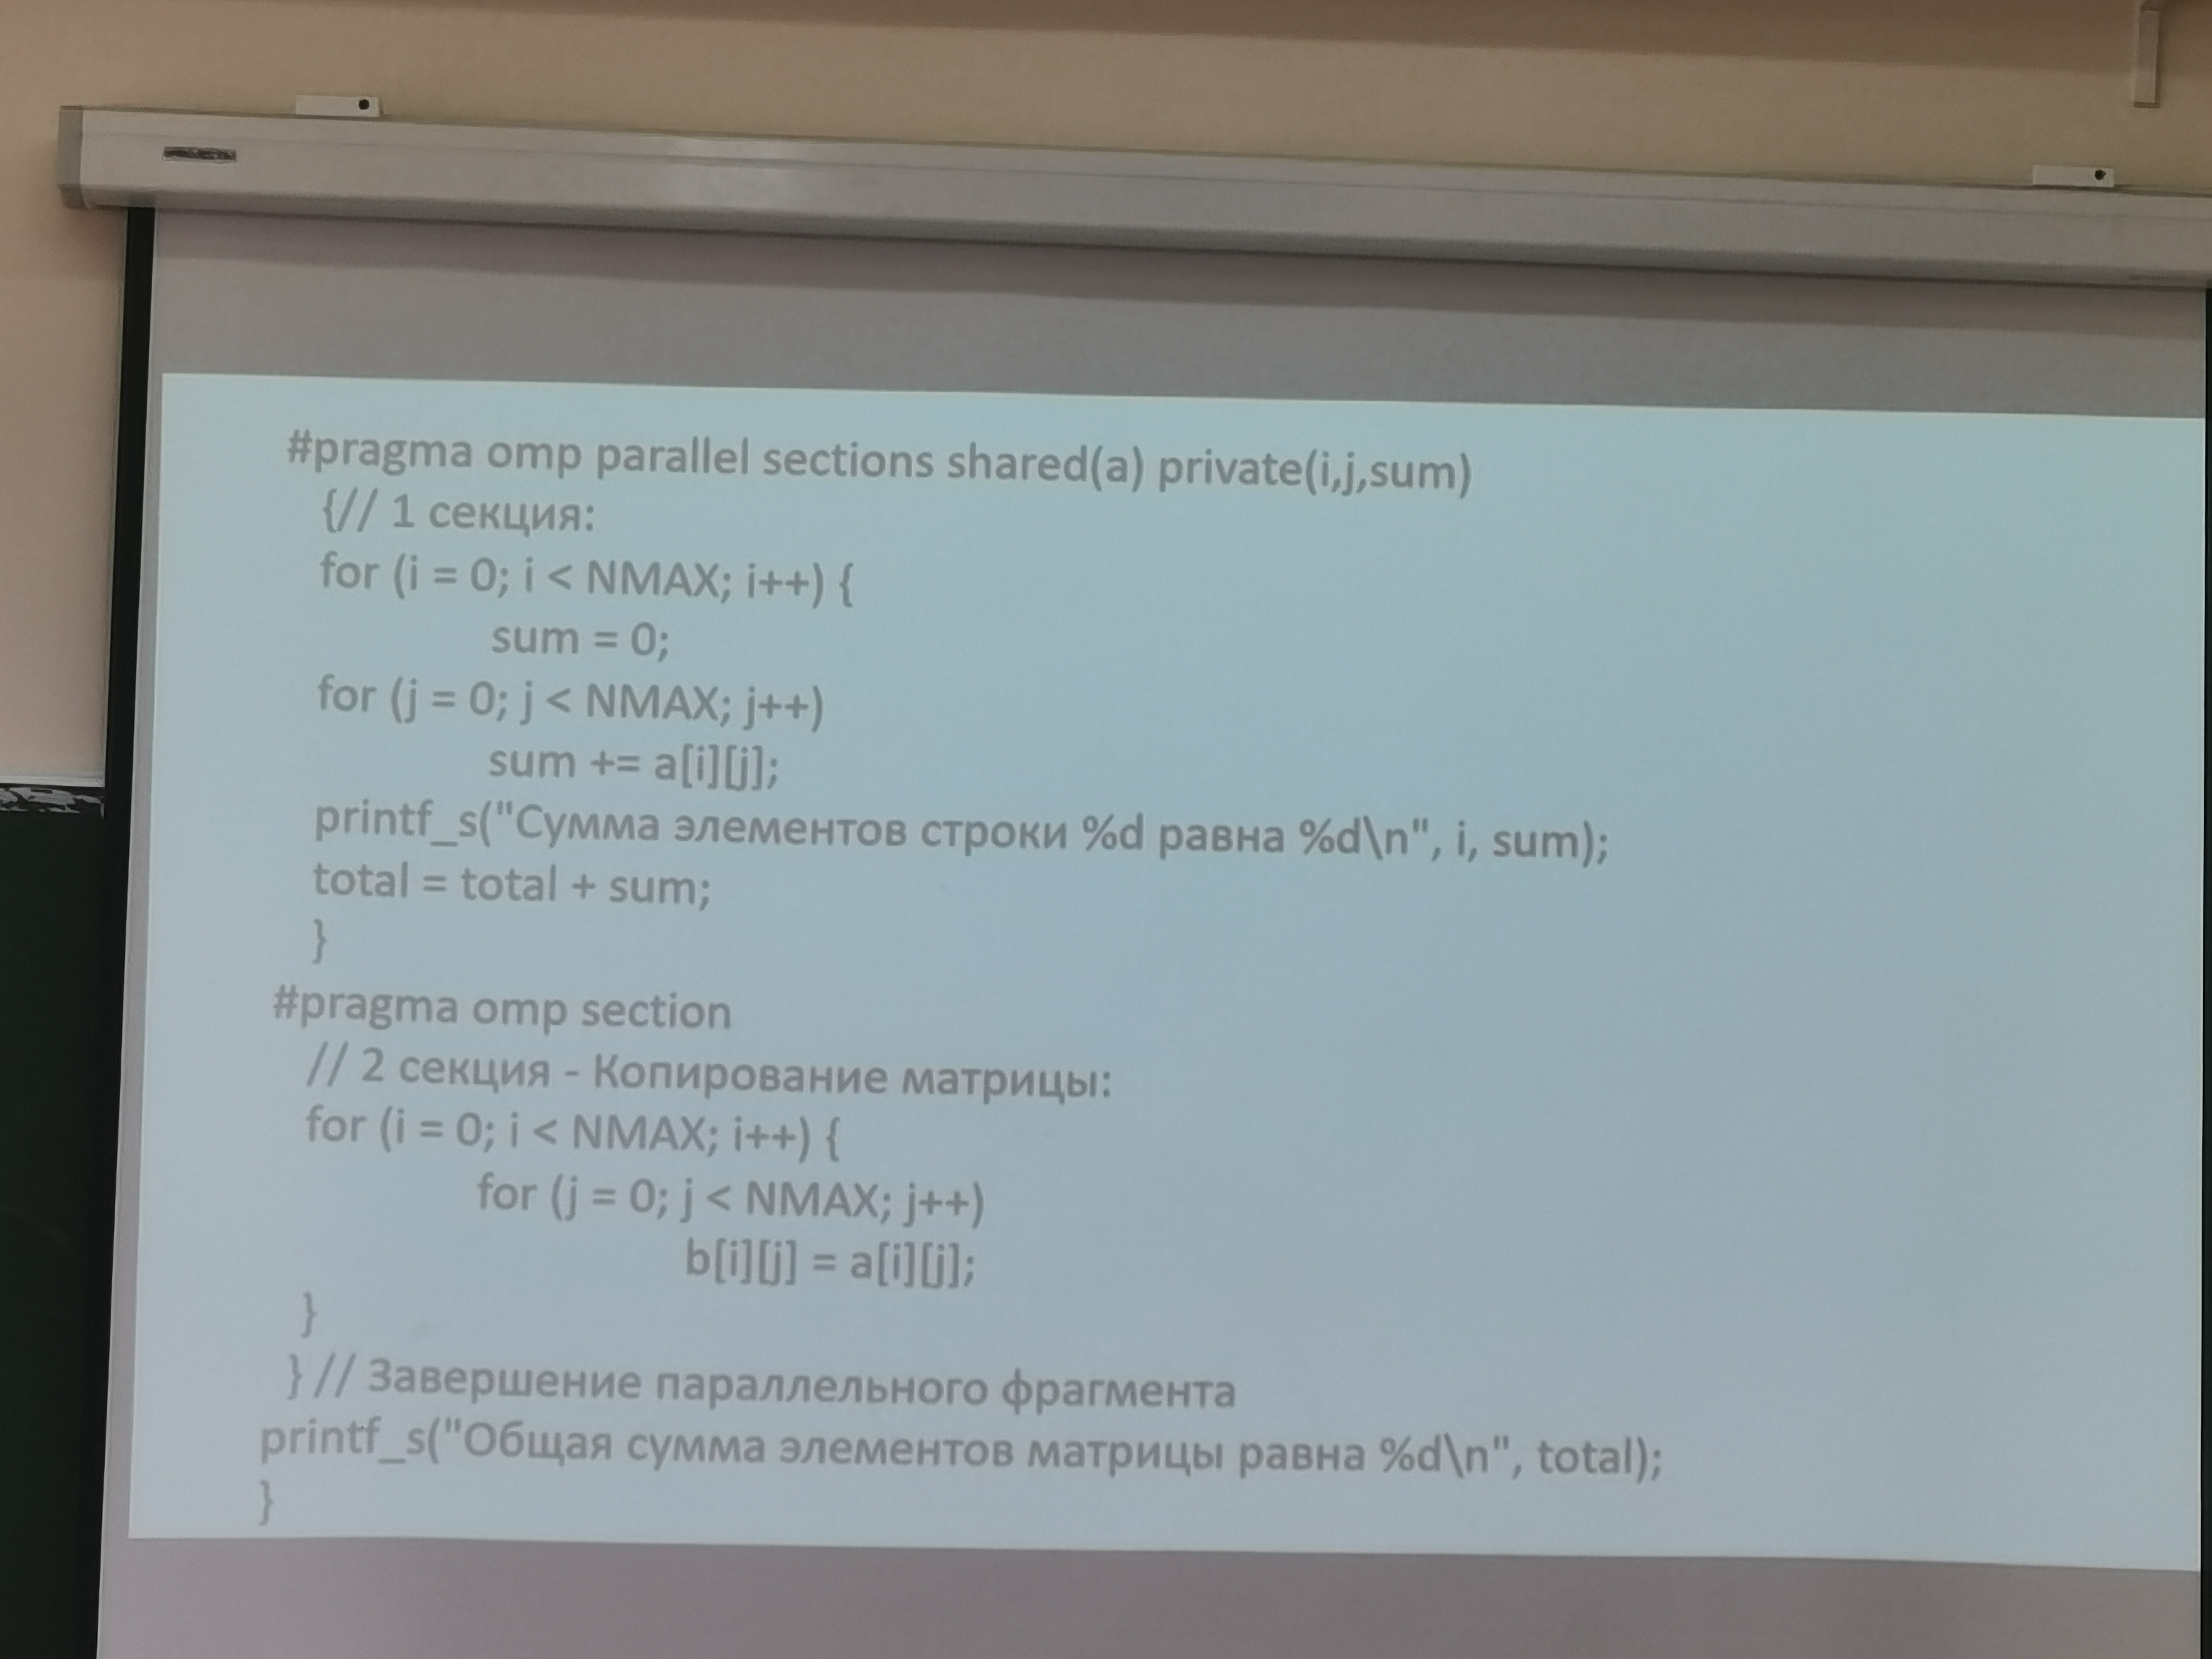 #pragma omp parallel sections shared(a) private(i,j,sum)
{// 1 секция:
for (i = 0; i < NMAX; i++) {
sum = 0;
for (j = 0; j < NMAX; j++)
sum += a[i][j];
printf_s("Сумма элементов строки %d равна %d\n", i, sum);
total = total + sum;
}
#pragma omp section
// 2 секция - Копирование матрицы:
for (i = 0; i < NMAX; i++) {
for (j = 0; j < NMAX; j++)
b[i][j] = a[i][j];
}
} // Завершение параллельного фрагмента
printf_s("Общая сумма элементов матрицы равна %d\n", total);
}